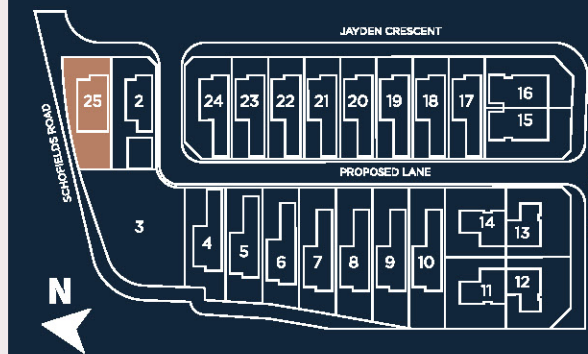 JAYDEN CRESCENT
SCHOFIELDS ROAD
25 2 24 23 22 21 20 19 18 17 16
15
PROPOSED LANE
3 4 5 6 7 8 9 10 14 13
11 12
N